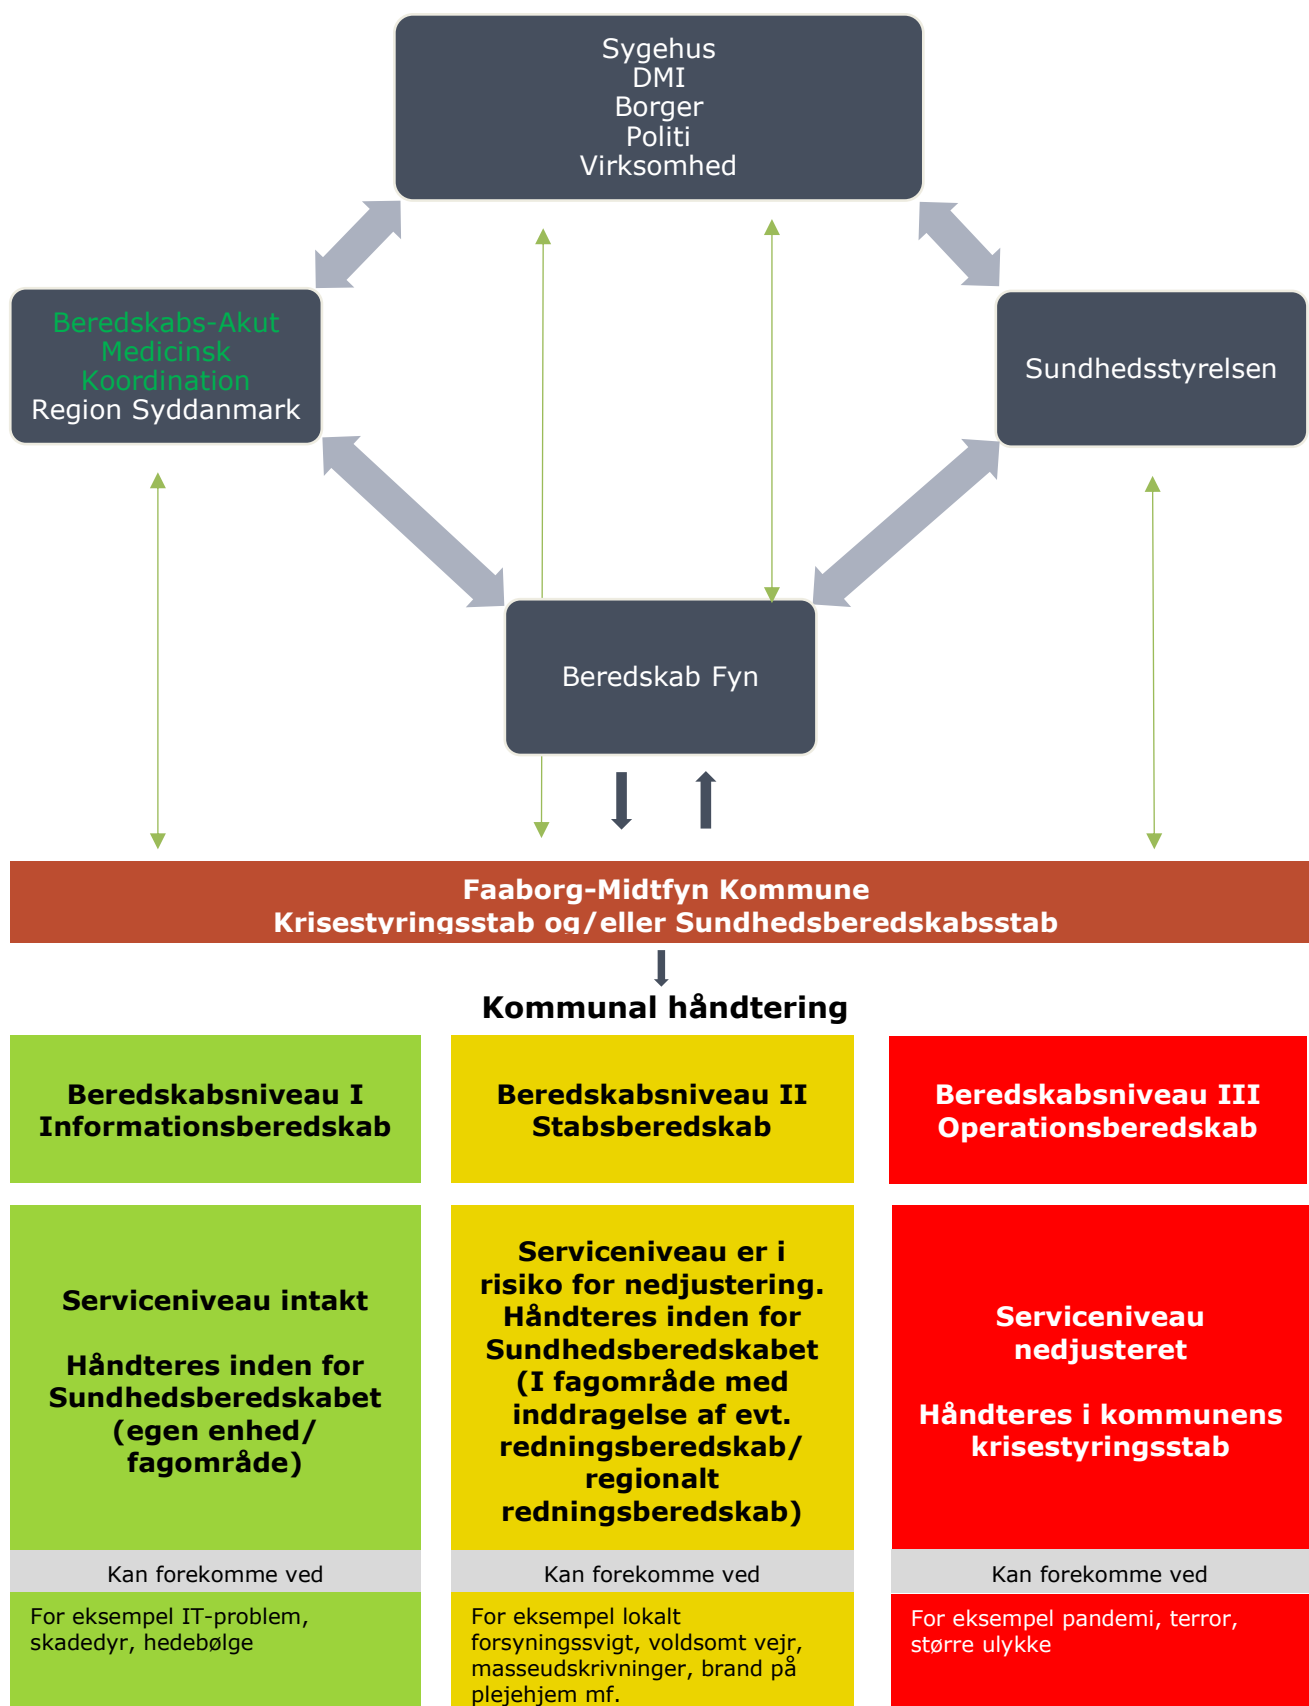 Sygehus
DMI
Borger
Politi
Virksomhed
Beredskabs-Akut
Medicinsk
Koordination
Region Syddanmark
Sundhedsstyrelsen
Beredskab Fyn
Faaborg-Midtfyn Kommune
Krisestyringsstab og/eller Sundhedsberedskabsstab
Kommunal håndtering
Beredskabsniveau I
Informationsberedskab
Beredskabsniveau II
Stabsberedskab
Beredskabsniveau III
Operationsberedskab
Serviceniveau intakt
Håndteres inden for
Sundhedsberedskabet
(egen enhed/
fagområde)
Serviceniveau er i
risiko for nedjustering.
Håndteres inden for
Sundhedsberedskabet
(I fagområde med
inddragelse af evt.
redningsberedskab/
regionalt
redningsberedskab)
Serviceniveau
nedjusteret
Håndteres i kommunens
krisestyringsstab
Kan forekomme ved
Kan forekomme ved
Kan forekomme ved
For eksempel IT-problem,
skadedyr, hedebølge
For eksempel lokalt
forsyningssvigt, voldsomt vejr,
masseudskrivninger, brand på
plejehjem mf.
For eksempel pandemi, terror,
større ulykke